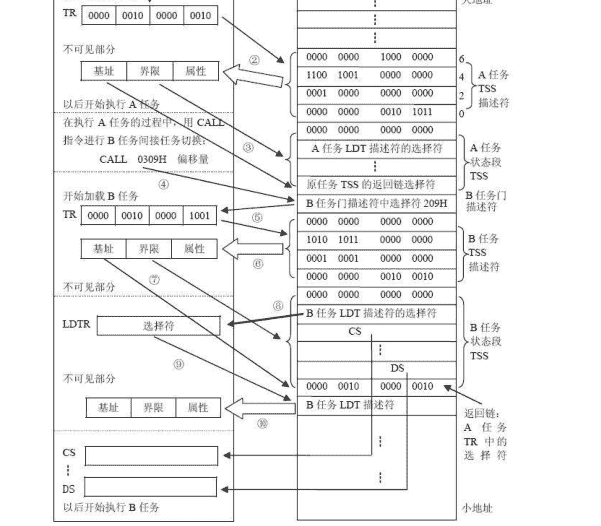 大地址
TR 0000 0010 0000 0010
不可见部分
基址 界限 属性
②
以后开始执行 A 任务
在执行 A 任务的过程中，用 CALL
指令进行 B 任务间接任务切换：
CALL 0309H 偏移量
③
④
开始加载 B 任务
TR 0000 0010 0000 1001
⑤
基址 界限 属性
⑥
⑦
不可见部分
⑧
LDTR 选择符
⑨
不可见部分
基址 界限 属性
⑩
CS
DS
以后开始执行 B 任务
0000 0000 1000 0000 6
1100 1001 0000 0000 4
0001 0000 0000 0000 2
0000 0000 0010 1011 0
A 任务
TSS
描述符
0000 0000 0000 0000
A 任务 LDT 描述符的选择符
原任务 TSS 的返回链选择符
A 任务
状态段
TSS
B 任务门描述符中选择符 209H
B 任务门
描述符
0000 0000 0000 0000
1010 1011 0000 0000
0001 0001 0000 0000
0000 0000 0010 0010
B 任务
TSS
描述符
0000 0000 0000 0000
B 任务 LDT 描述符的选择符
CS
DS
0000 0010 0000 0010
B 任务
状态段
TSS
B 任务 LDT 描述符
返回链：
A 任务
TR 中的
选择符
小地址